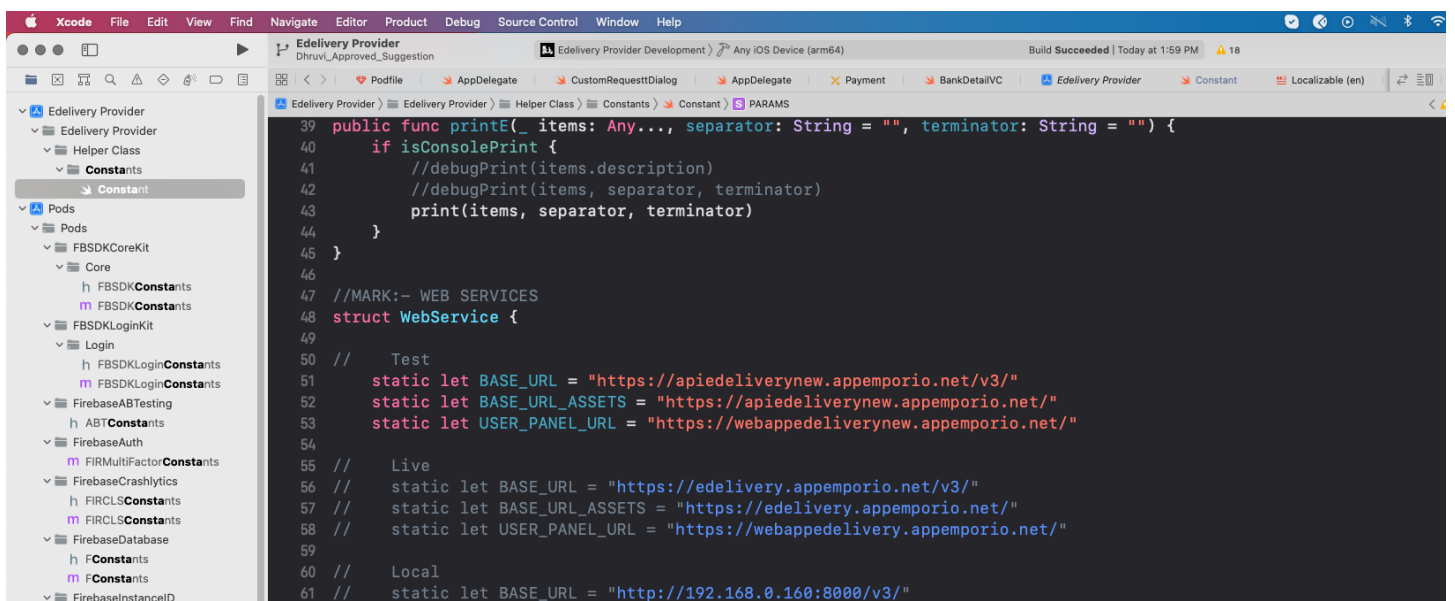 Xcode File Edit View Find Navigate Editor Product Debug Source Control Window Help
Edelivery Provider
Dhruvi_Approved_Suggestion
Edelivery Provider Development 〉 Any iOS Device (arm64)
Build Succeeded | Today at 1:59 PM 18
Podfile AppDelegate CustomRequesttDialog AppDelegate Payment BankDetailVC Edelivery Provider Constant Localizable (en)
Edelivery Provider 〉 Edelivery Provider 〉 Helper Class 〉 Constants 〉 Constant 〉 S PARAMS
Edelivery Provider
Edelivery Provider
Helper Class
Constants
Constant
Pods
Pods
FBSDKCoreKit
Core
h FBSDKConstants
m FBSDKConstants
FBSDKLoginKit
Login
h FBSDKLoginConstants
m FBSDKLoginConstants
FirebaseABTesting
h ABTConstants
FirebaseAuth
m FIRMultiFactorConstants
FirebaseCrashlytics
h FIRCLSConstants
m FIRCLSConstants
FirebaseDatabase
h FConstants
m FConstants
FirebaseInstanceID
39 public func printE(_ items: Any..., separator: String = "", terminator: String = "") {
40 if isConsolePrint {
41 //debugPrint(items.description)
42 //debugPrint(items, separator, terminator)
43 print(items, separator, terminator)
44 }
45 }
46
47 //MARK:- WEB SERVICES
48 struct WebService {
49
50 // Test
51 static let BASE_URL = "https://apiedeliverynew.appemporio.net/v3/"
52 static let BASE_URL_ASSETS = "https://apiedeliverynew.appemporio.net/"
53 static let USER_PANEL_URL = "https://webappedeliverynew.appemporio.net/"
54
55 // Live
56 // static let BASE_URL = "https://edelivery.appemporio.net/v3/"
57 // static let BASE_URL_ASSETS = "https://edelivery.appemporio.net/"
58 // static let USER_PANEL_URL = "https://webappedelivery.appemporio.net/"
59
60 // Local
61 // static let BASE_URL = "http://192.168.0.160:8000/v3/"